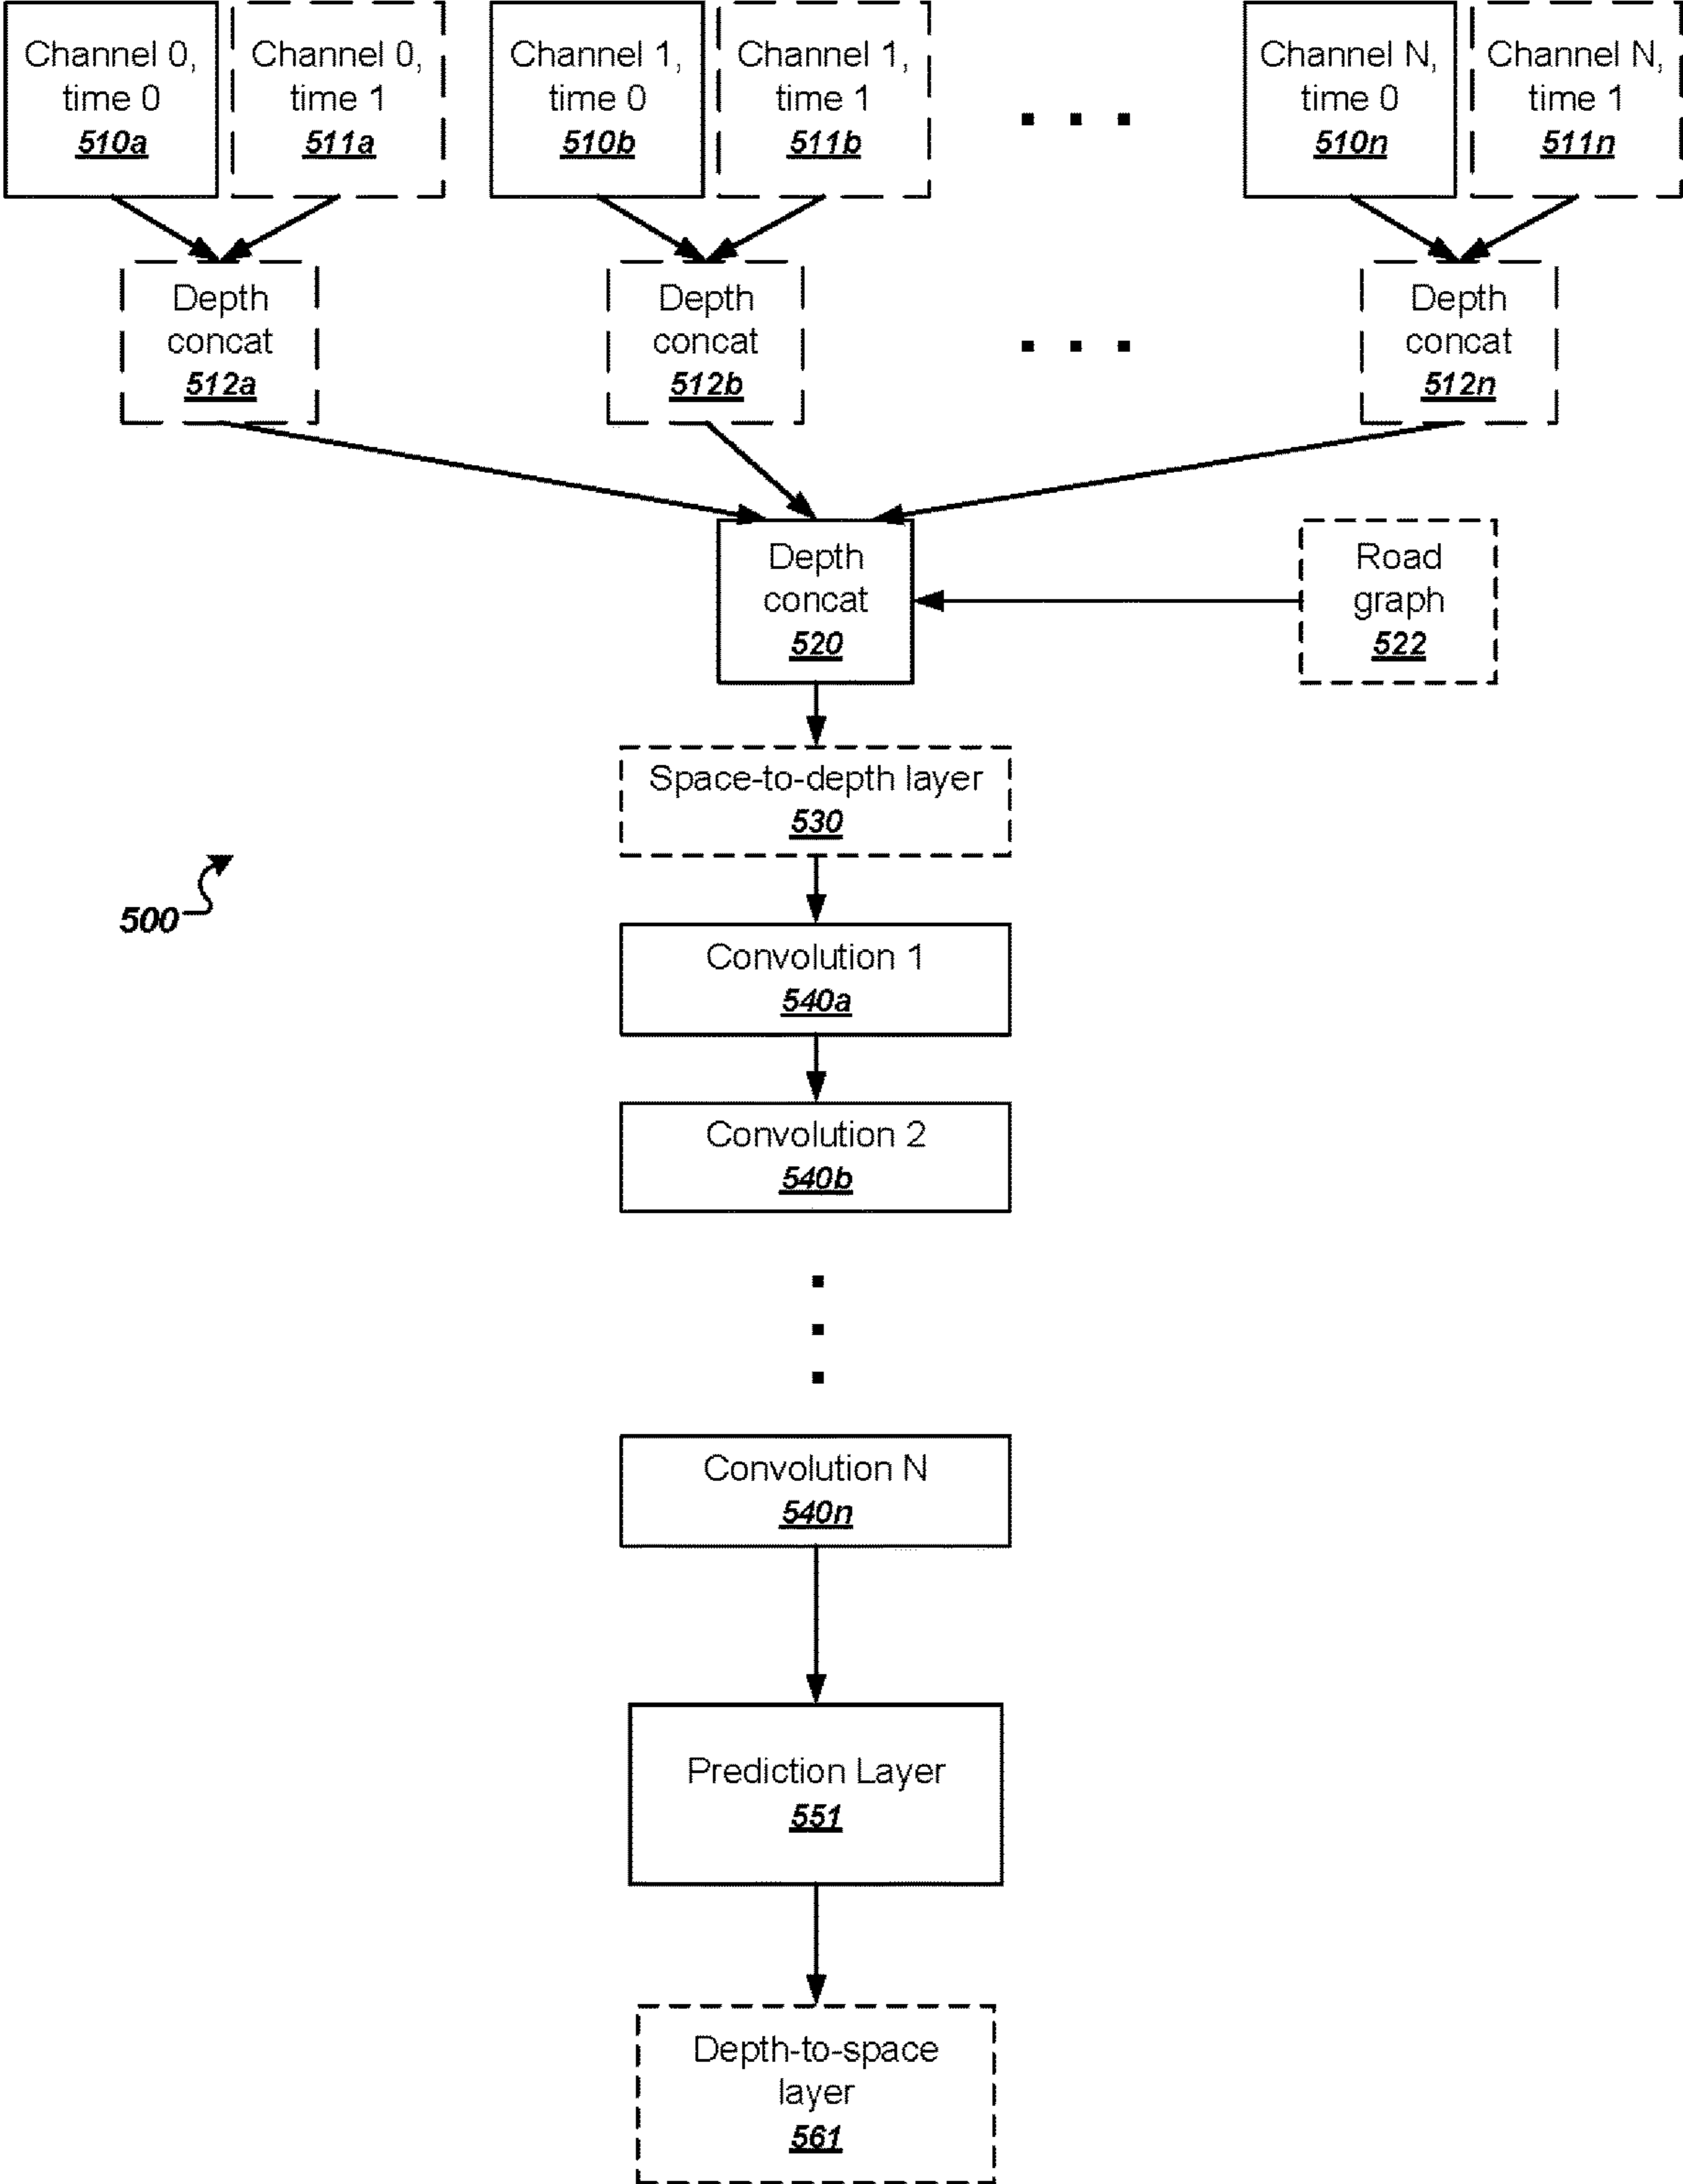 Channel 0,
time 0
510a
Channel 0,
time 1
511a
Channel 1,
time 0
510b
Channel 1,
time 1
511b
Channel N,
time 0
510n
Channel N,
time 1
511n
Depth
concat
512a
Depth
concat
512b
Depth
concat
512n
Depth
concat
520
Road
graph
522
Space-to-depth layer
530
500
Convolution 1
540a
Convolution 2
540b
Convolution N
540n
Prediction Layer
551
Depth-to-space
layer
561